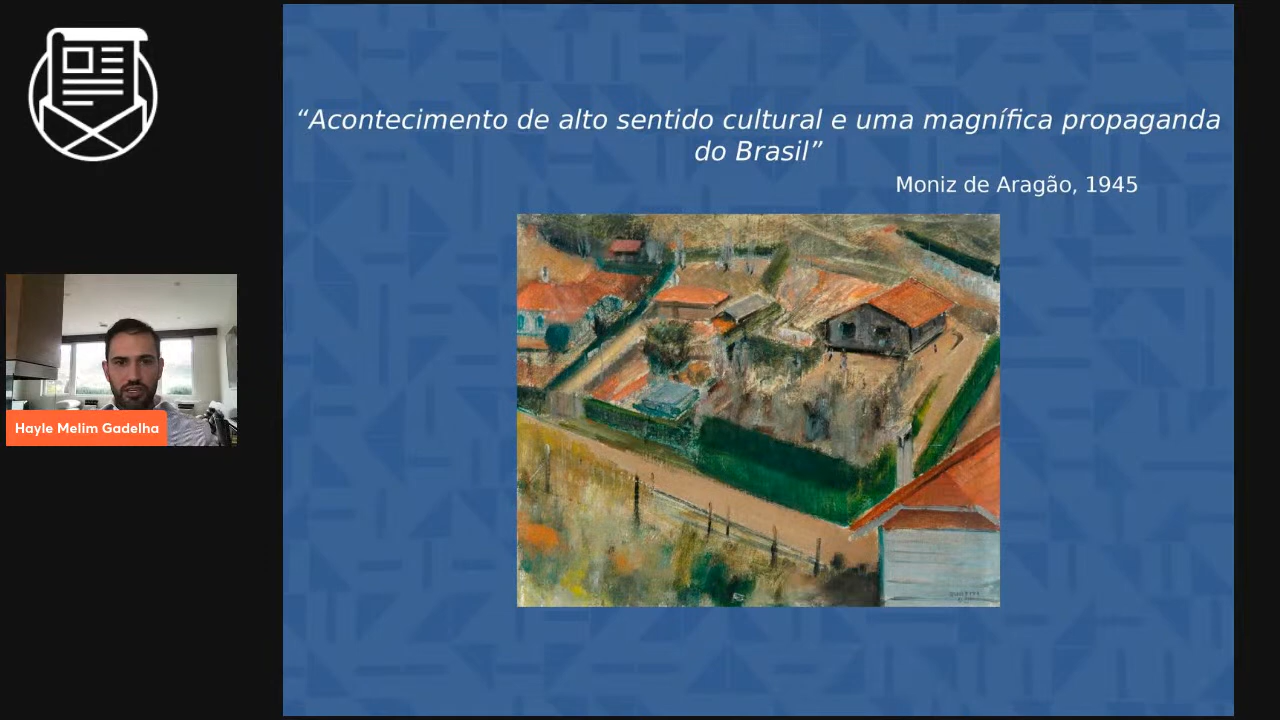 “Acontecimento de alto sentido cultural e uma magnífica propaganda
do Brasil”
Moniz de Aragão, 1945
Hayle Melim Gadelha